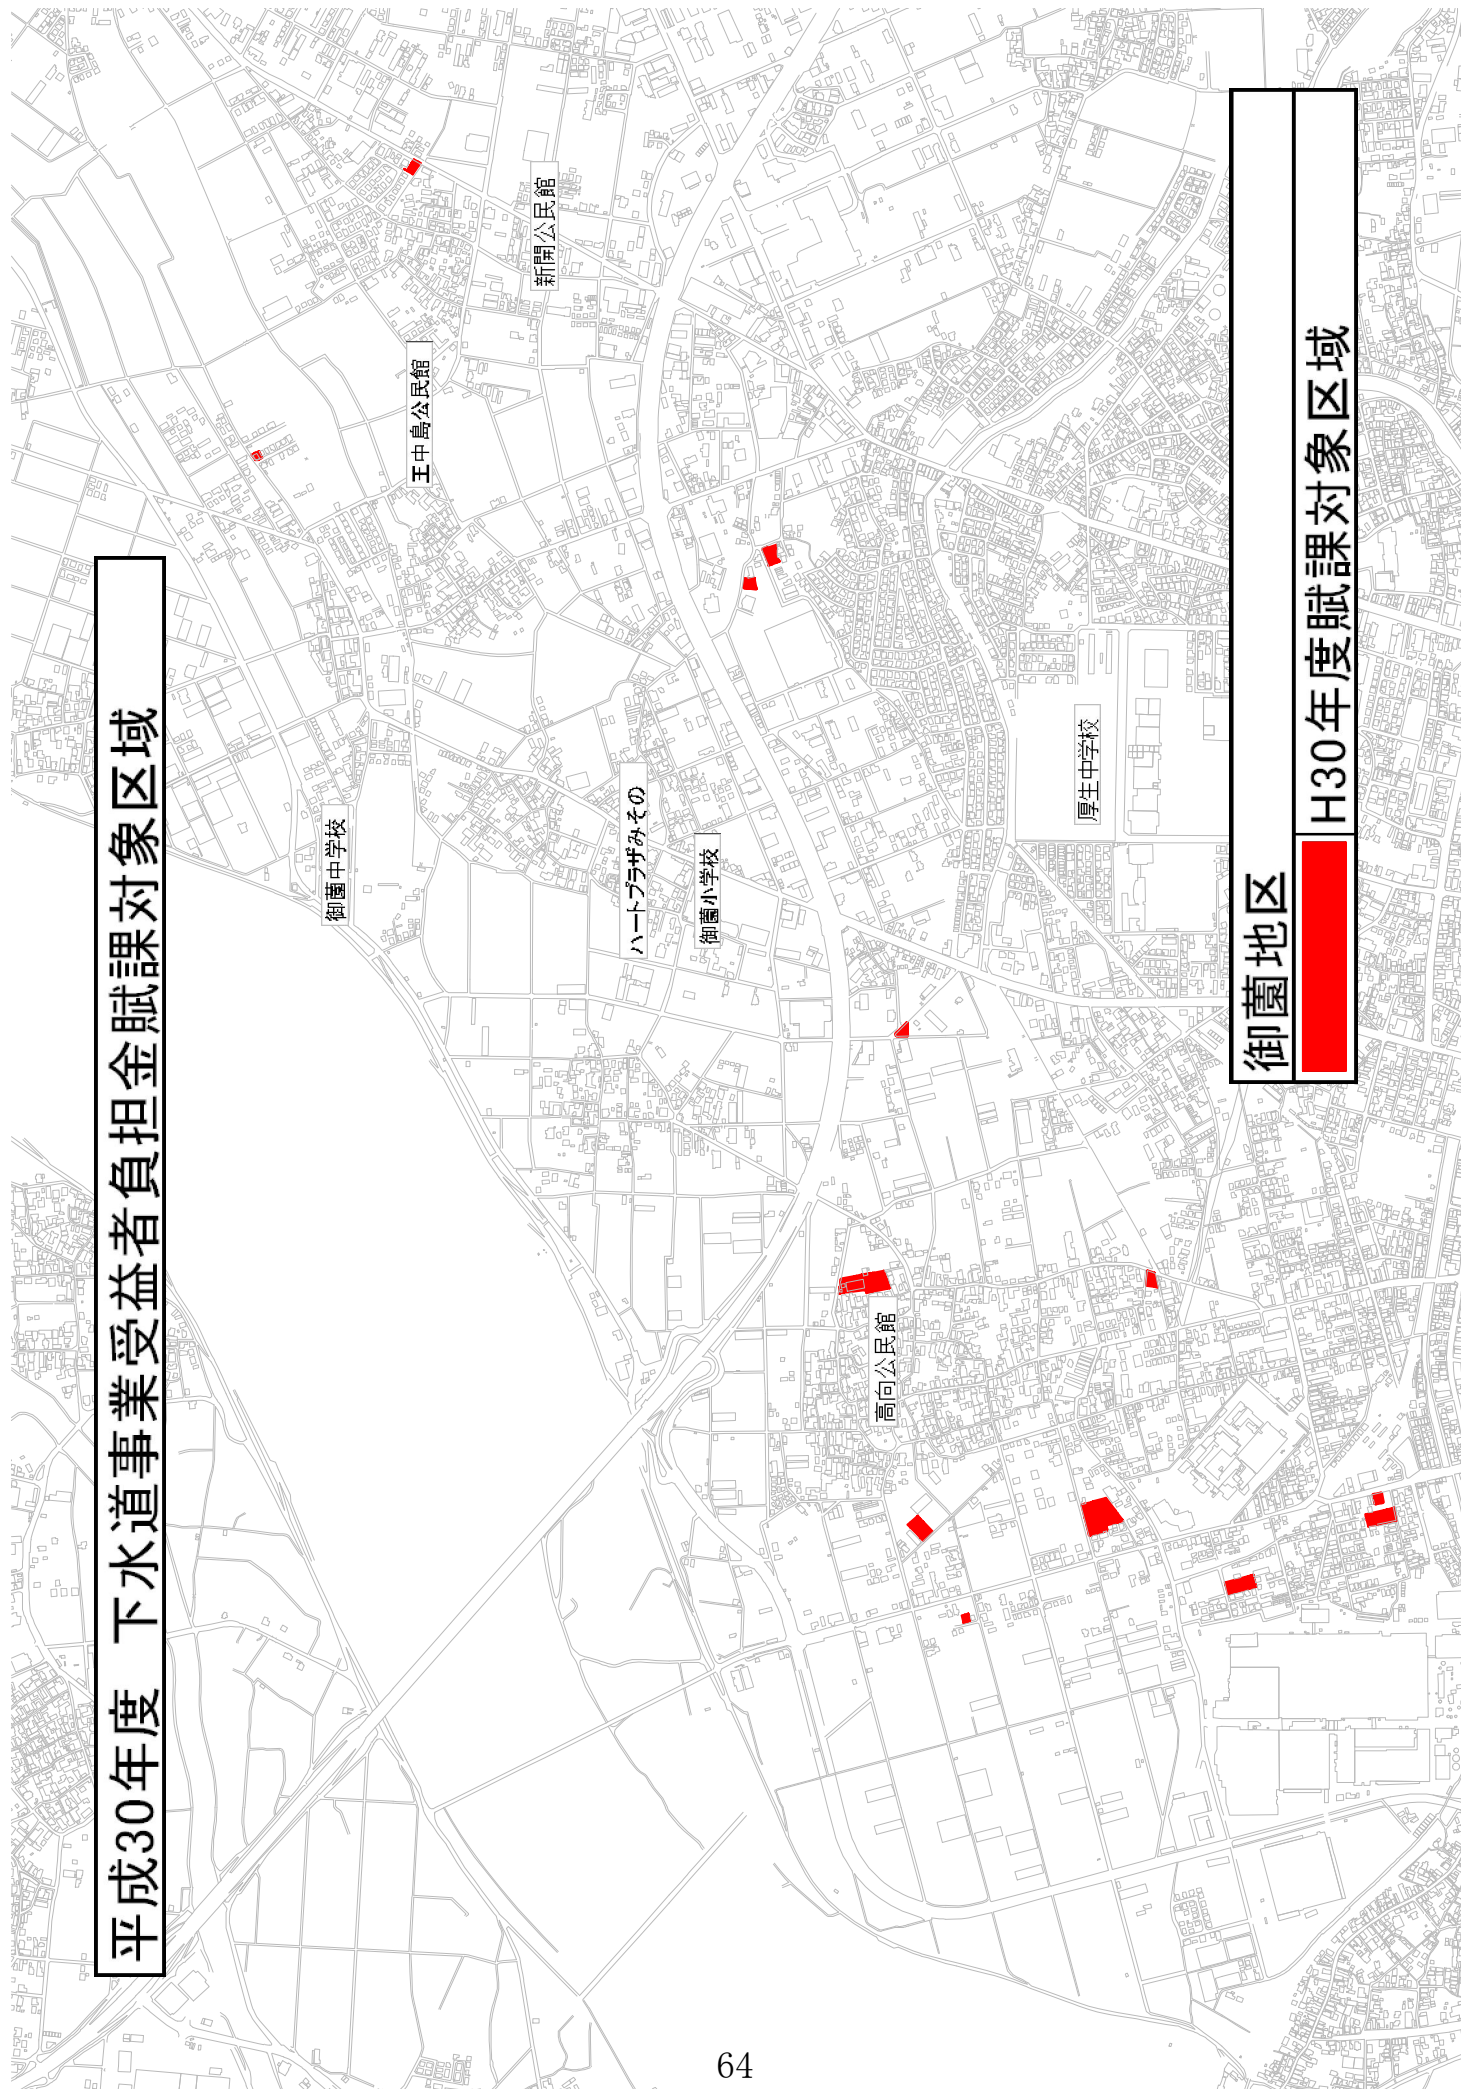 平成30年度　下水道事業受益者負担金賦課対象区域
御薗中学校
王中島公民館
新開公民館
ハートプラザみその
御薗小学校
高向公民館
厚生中学校
御薗地区
H30年度賦課対象区域
64